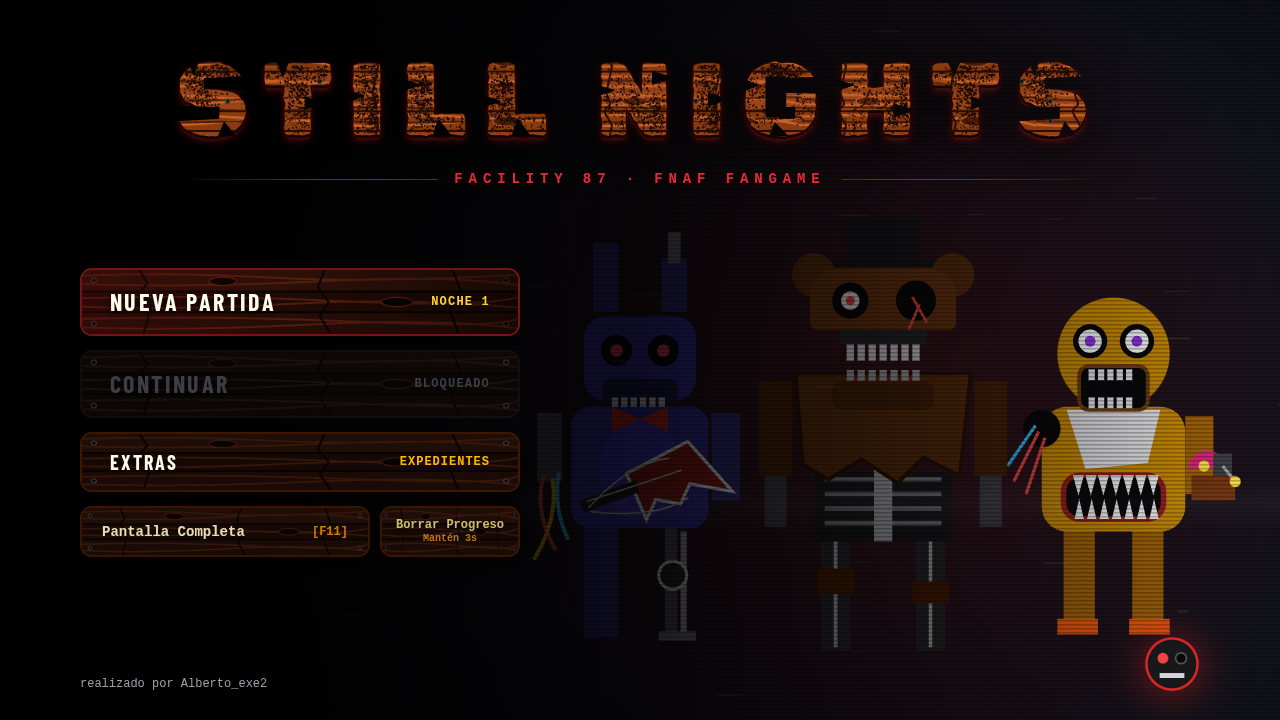 STILL NIGHTS
FACILITY 87 · FNAF FANGAME
NUEVA PARTIDA NOCHE 1
CONTINUAR BLOQUEADO
EXTRAS EXPEDIENTES
Pantalla Completa [F11]
Borrar Progreso
Mantén 3s
realizado por Alberto_exe2